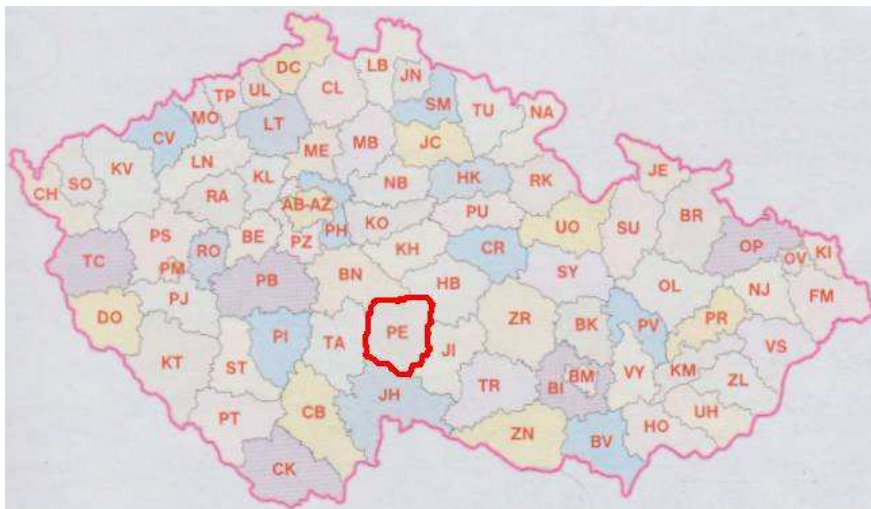 DC
LB
JN
TP
UL
CL
MO
SM
TU
NA
CV
LT
ME
MB
JC
KV
LN
CH
SO
RA
KL
NB
HK
RK
JE
AB-AZ
PH
KO
PU
UO
SU
BR
PS
RO
BE
PZ
KH
CR
OP
OV
KI
TC
PM
PB
BN
HB
SY
OL
NJ
FM
PJ
DO
PI
TA
PE
JI
ZR
BK
PV
PR
VS
KT
ST
JH
TR
BI
BM
VY
KM
ZL
PT
CB
ZN
BV
HO
UH
CK